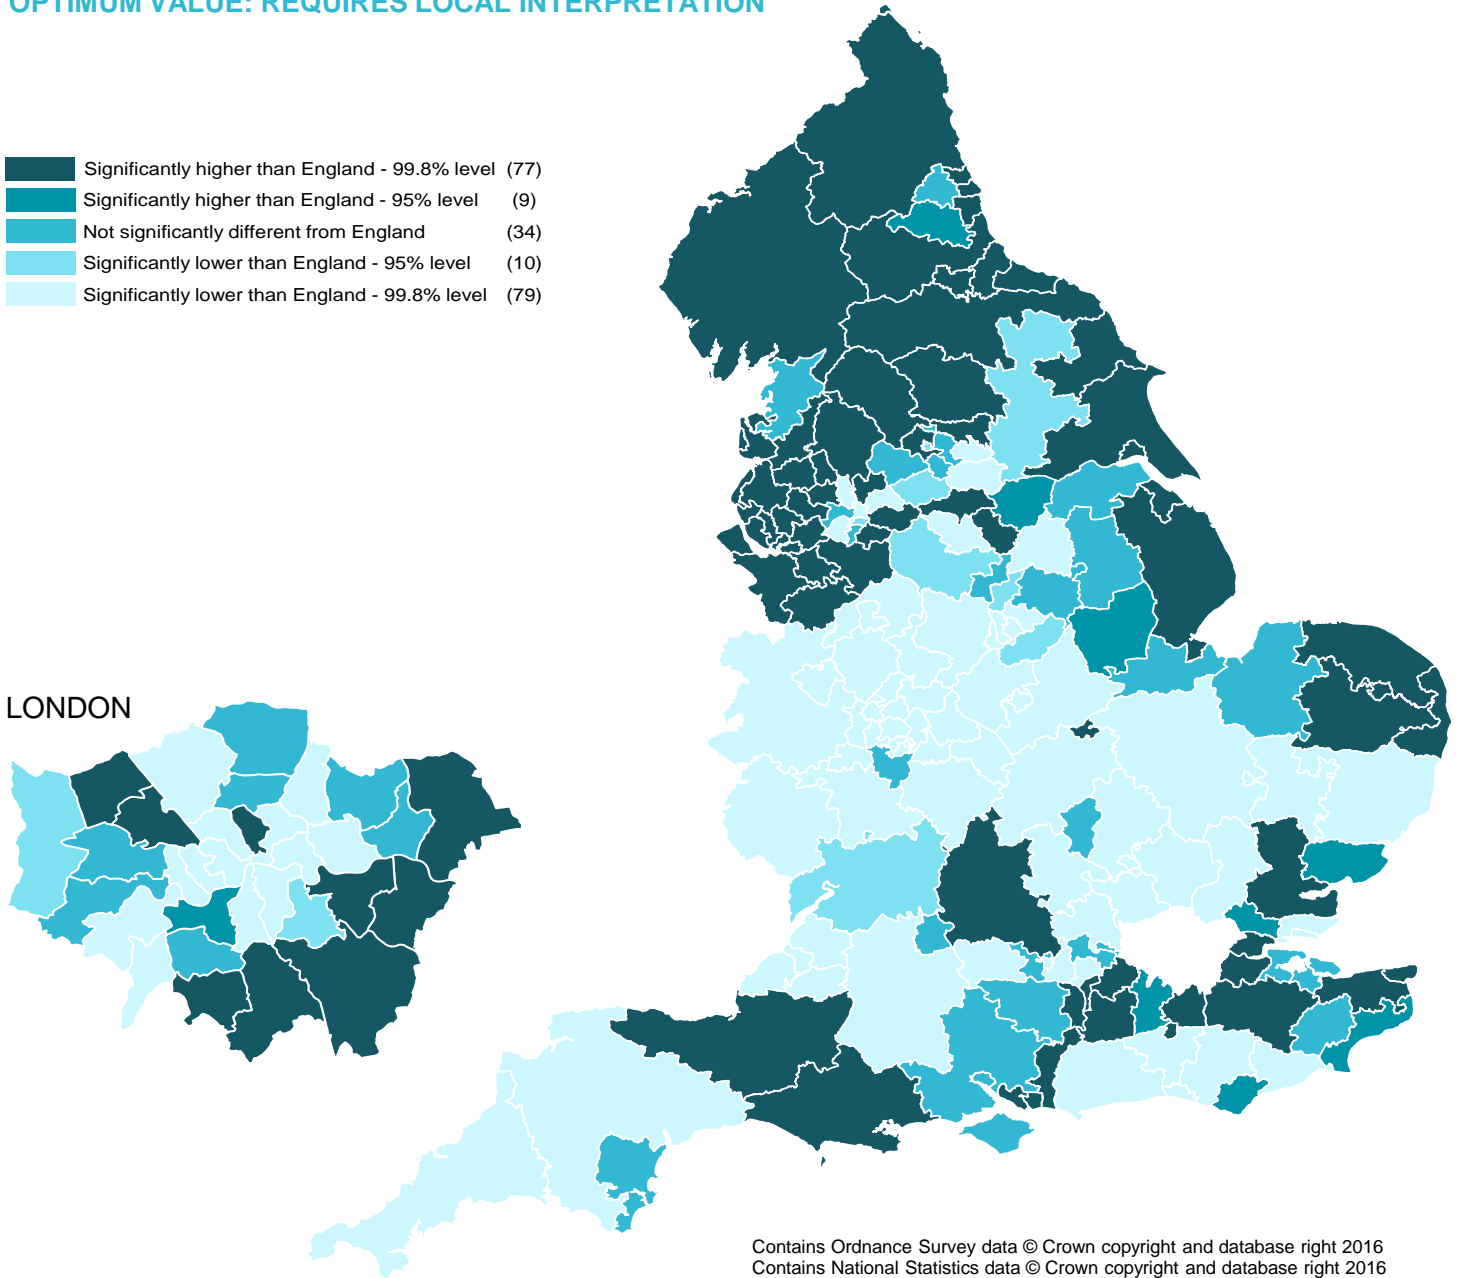 OPTIMUM VALUE: REQUIRES LOCAL INTERPRETATION
Significantly higher than England - 99.8% level (77)
Significantly higher than England - 95% level (9)
Not significantly different from England (34)
Significantly lower than England - 95% level (10)
Significantly lower than England - 99.8% level (79)
LONDON
Contains Ordnance Survey data © Crown copyright and database right 2016
Contains National Statistics data © Crown copyright and database right 2016